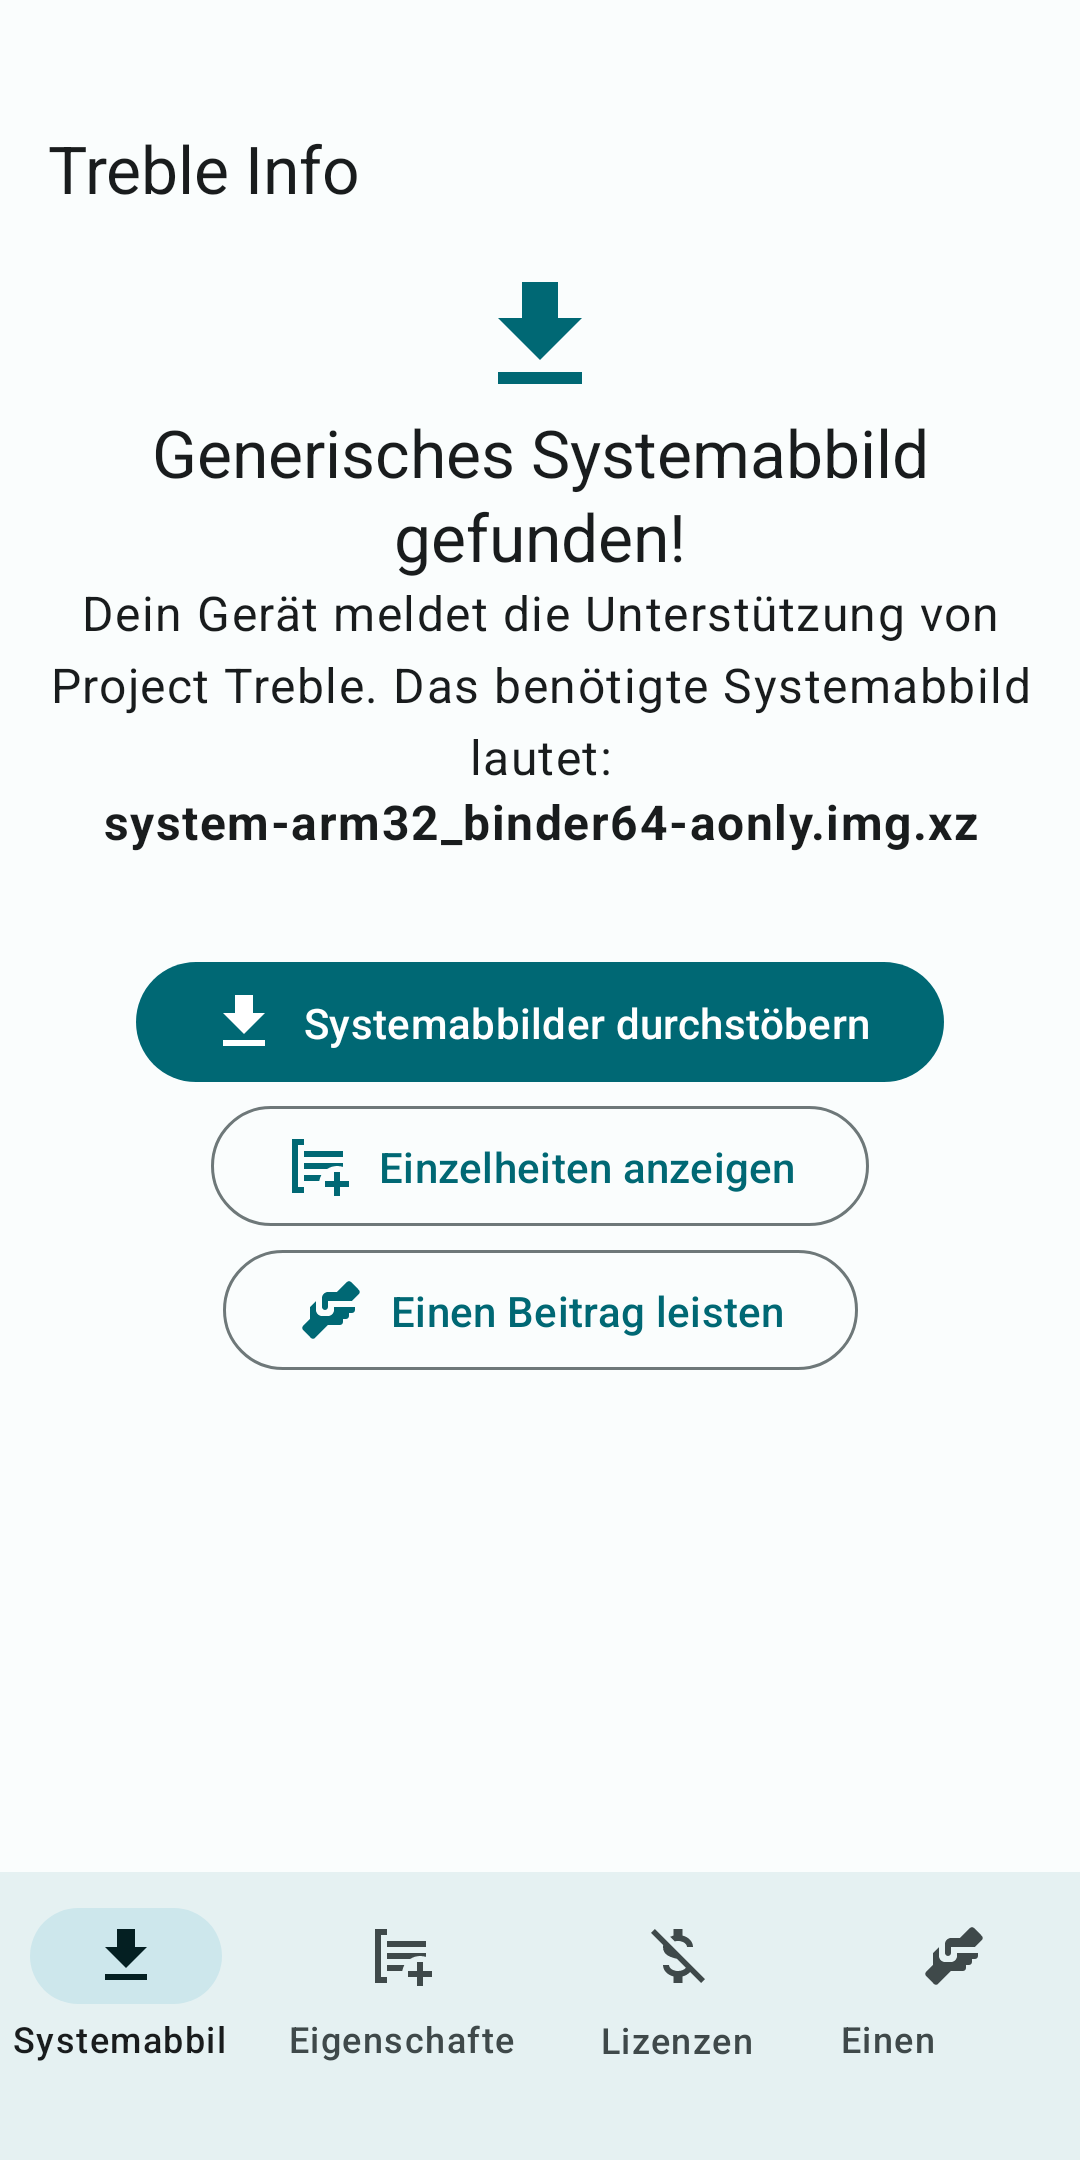 Treble Info
Generisches Systemabbild
gefunden!
Dein Gerät meldet die Unterstützung von
Project Treble. Das benötigte Systemabbild
lautet:
system-arm32_binder64-aonly.img.xz
Systemabbilder durchstöbern
Einzelheiten anzeigen
Einen Beitrag leisten
Systemabbil
Eigenschafte
Lizenzen
Einen